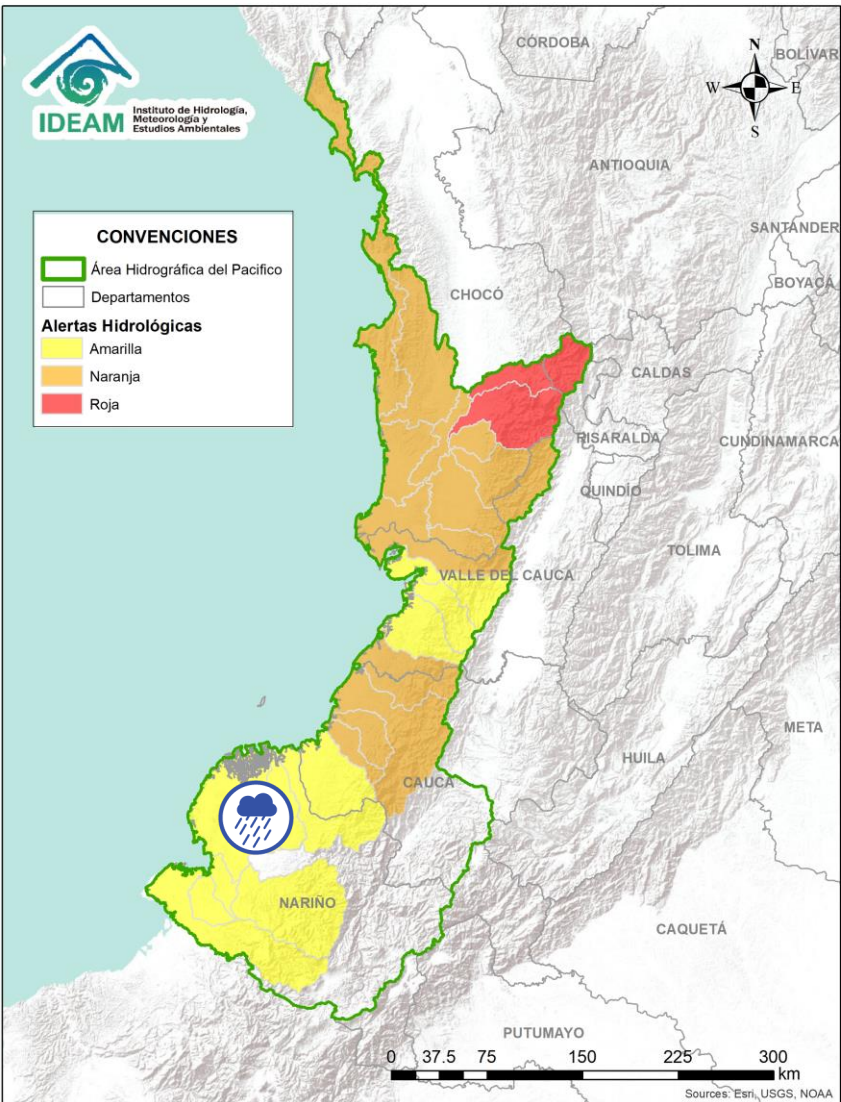 IDEAM
Instituto de Hidrología,
Meteorología y
Estudios Ambientales
CÓRDOBA
BOLÍVAR
N
W
E
S
ANTIOQUIA
SANTANDER
BOYACÁ
CHOCÓ
CONVENCIONES
Área Hidrográfica del Pacifico
Departamentos
Alertas Hidrológicas
Amarilla
Naranja
Roja
CALDAS
RISARALDA
CUNDINAMARCA
QUINDÍO
TOLIMA
VALLE DEL CAUCA
META
HUILA
CAUCA
NARIÑO
CAQUETÁ
PUTUMAYO
0 37.5 75 150 225 300
km
Sources: Esri, USGS, NOAA